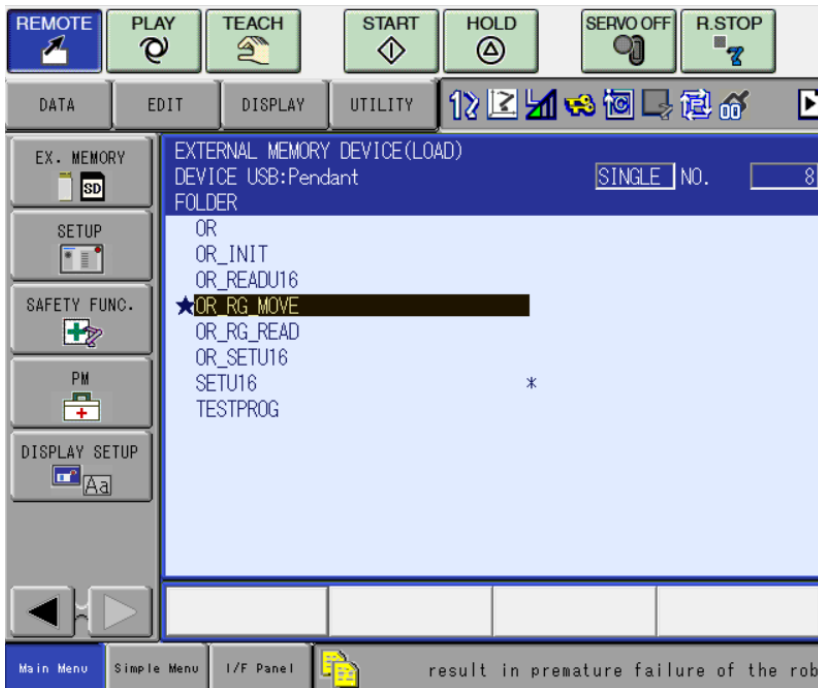 REMOTE PLAY TEACH START HOLD SERVO OFF R.STOP
DATA EDIT DISPLAY UTILITY
EX. MEMORY
SD
SETUP
SAFETY FUNC.
PM
DISPLAY SETUP
Aa
EXTERNAL MEMORY DEVICE(LOAD)
DEVICE USB:Pendant SINGLE NO. 8
FOLDER
OR
OR_INIT
OR_READU16
★OR_RG_MOVE
OR_RG_READ
OR_SETU16
SETU16 *
TESTPROG
Main Menu Simple Menu I/F Panel result in premature failure of the rob